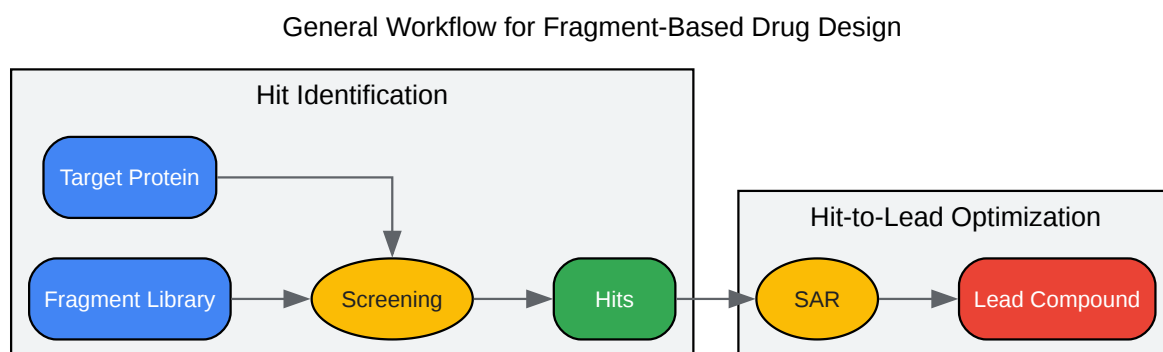 General Workflow for Fragment-Based Drug Design
Hit Identification
Target Protein
Fragment Library
Screening
Hits
Hit-to-Lead Optimization
SAR
Lead Compound